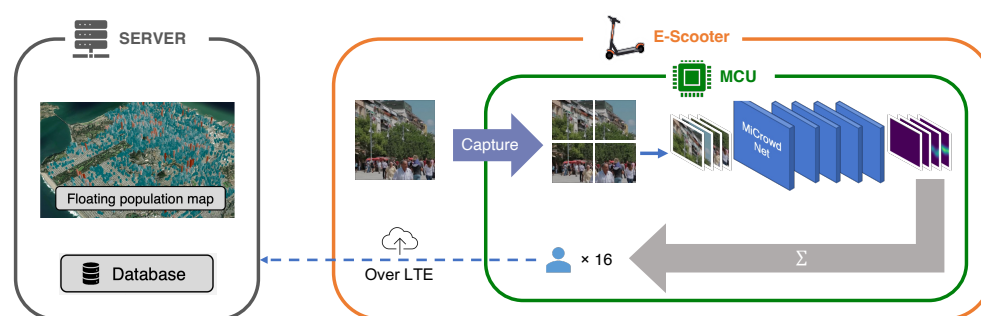 SERVER
E-Scooter
MCU
Capture
MiCrowd
Net
Floating population map
Database
Over LTE
× 16
Σ